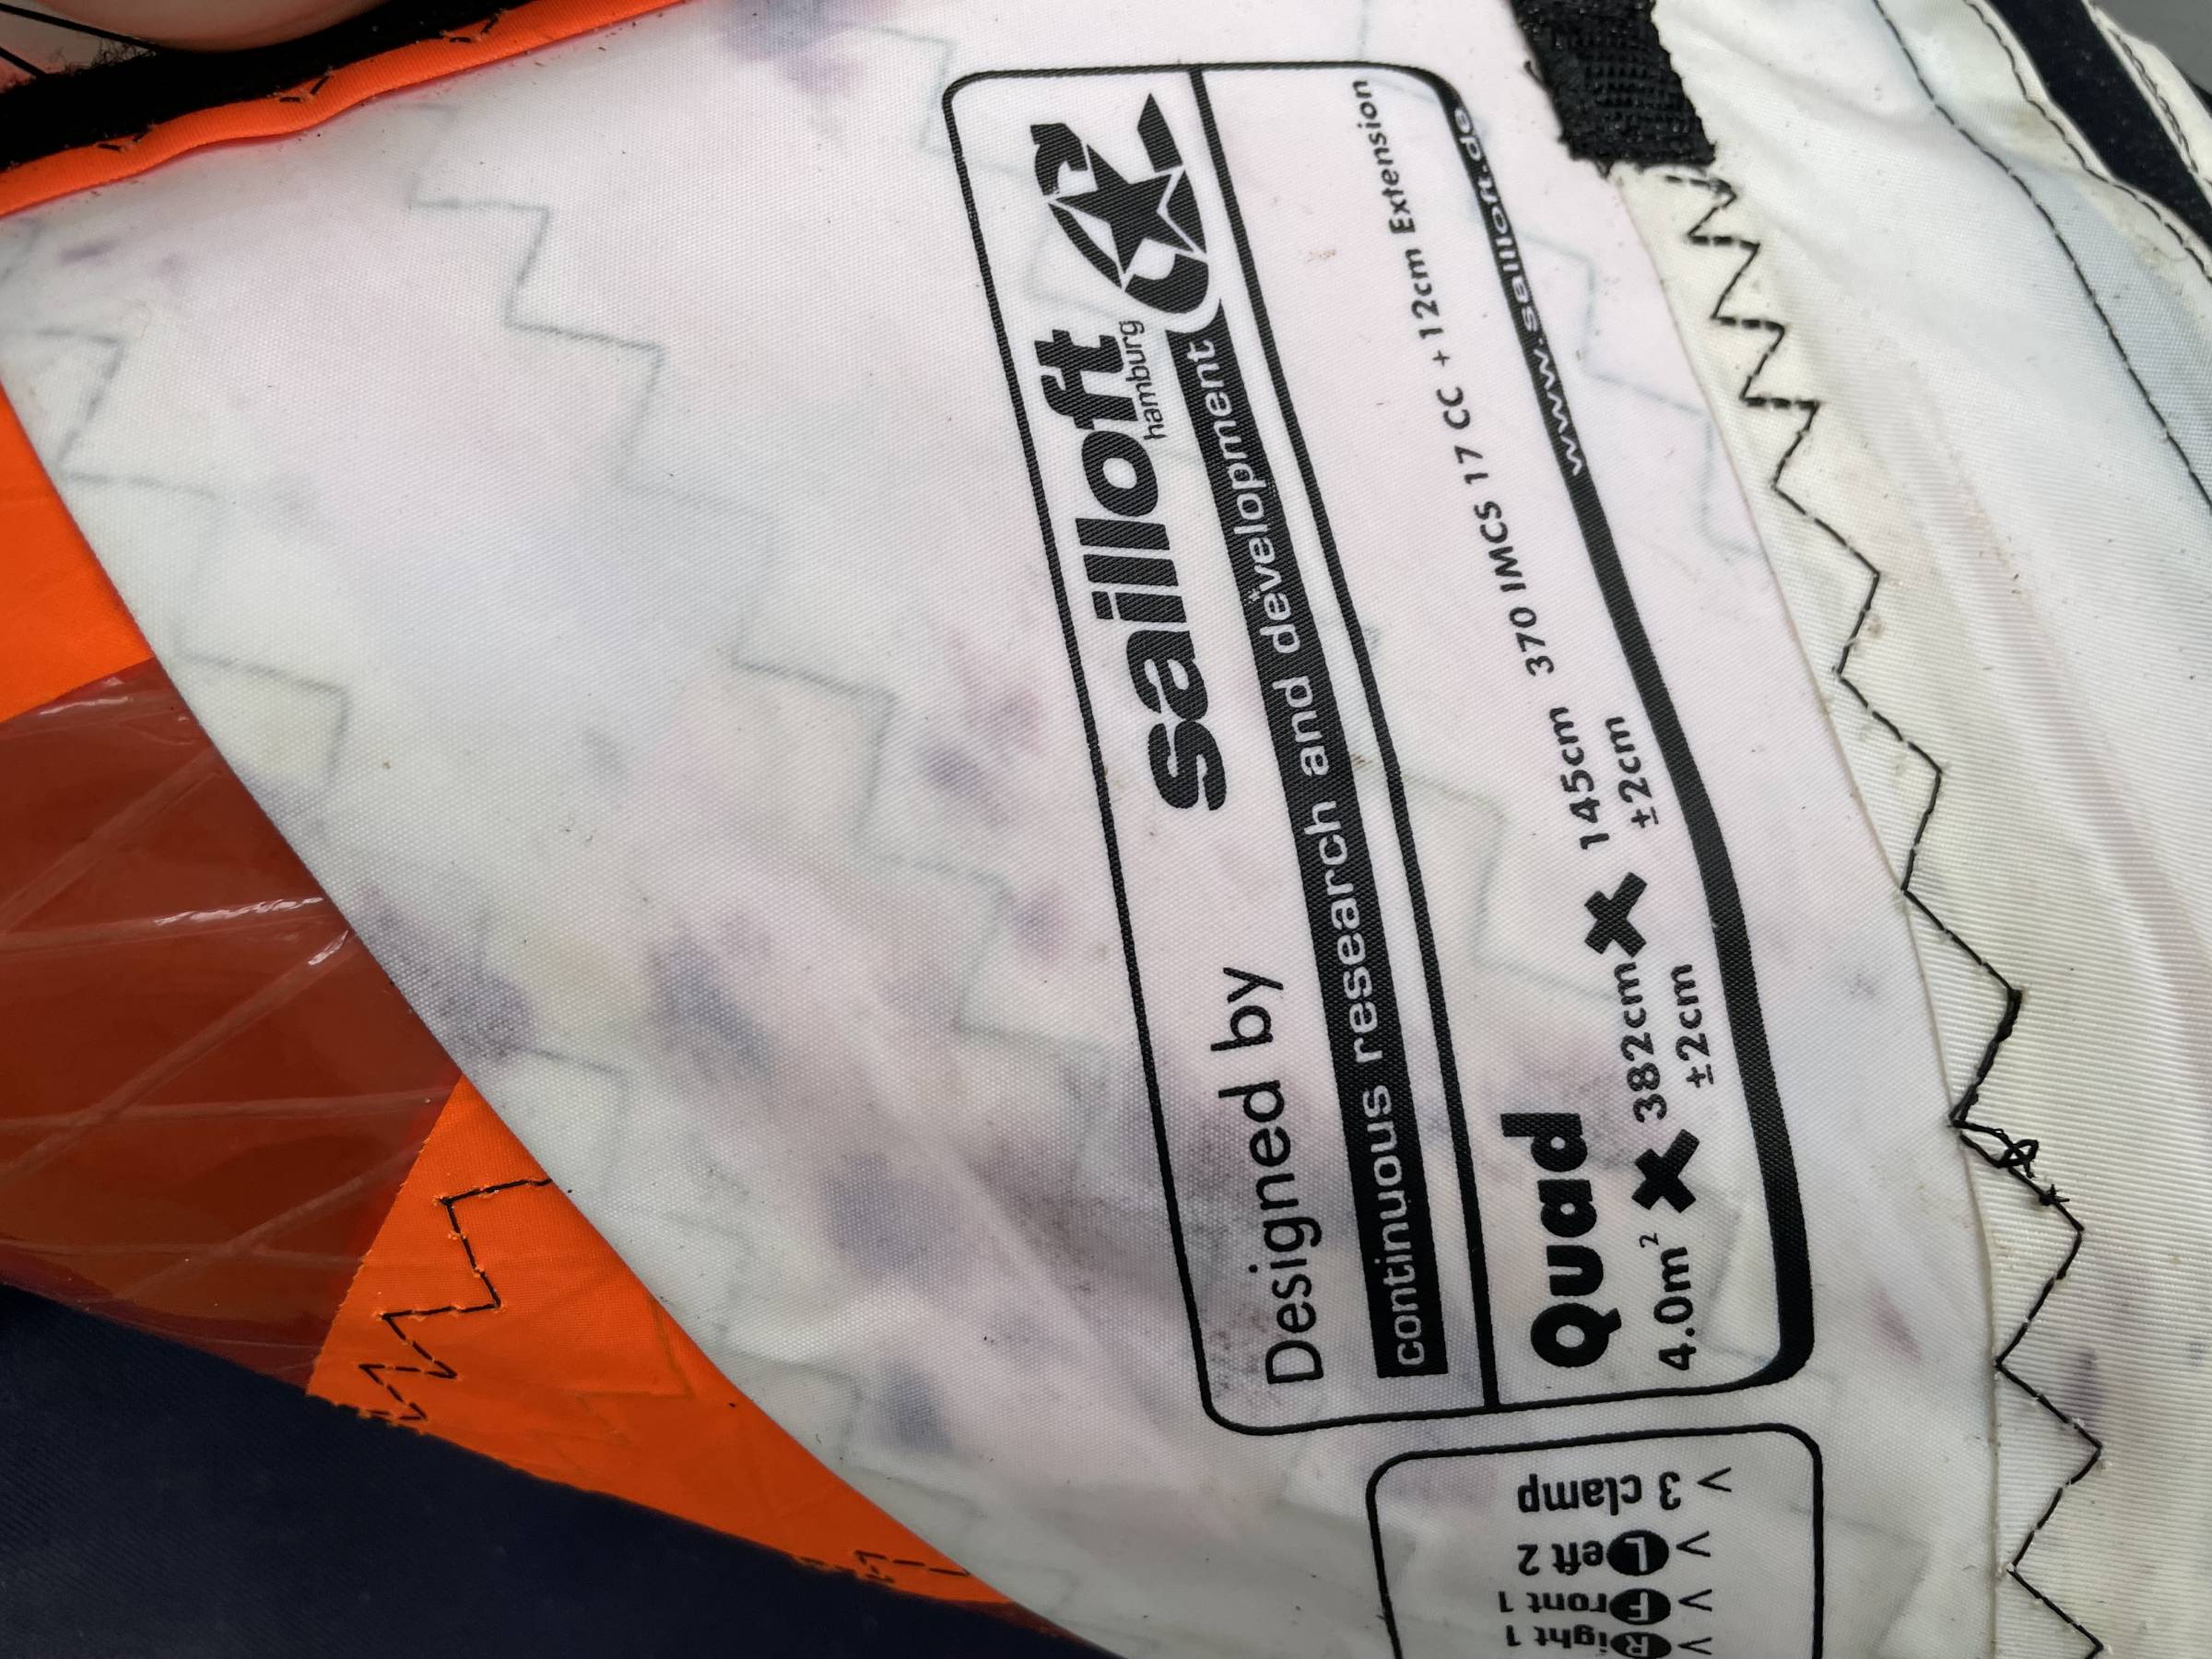 Designed by sailloft
hamburg
continuous research and development
Quad
4.0m² ✖ 382cm ✖ 145cm 370 IMCS 17 CC + 12cm Extension
±2cm ±2cm
www.sailloft.de
Right 1 >
Front 1 >
Left 2 >
3 clamp >